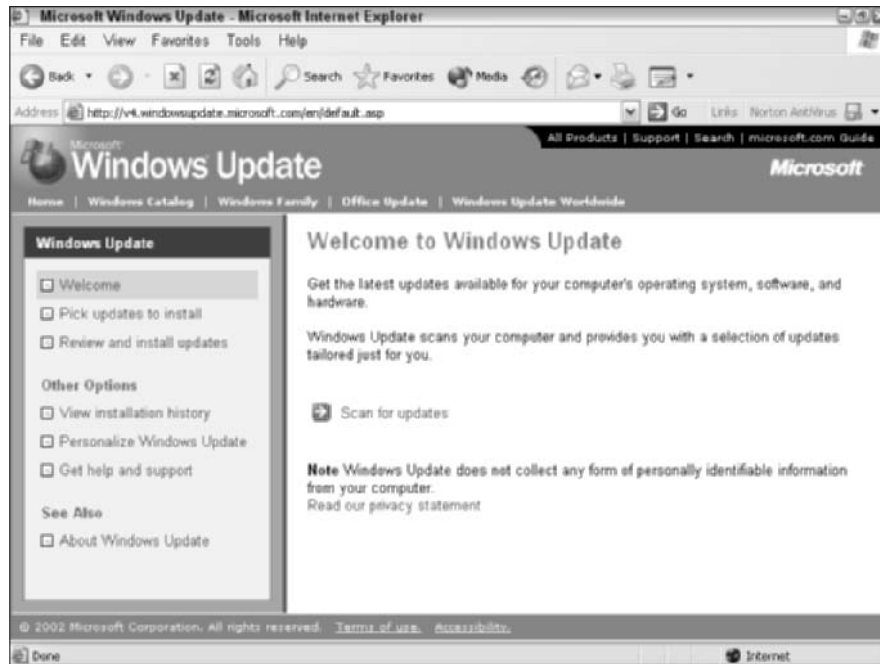 Microsoft Windows Update - Microsoft Internet Explorer
File Edit View Favorites Tools Help
Back Search Favorites Media
Address http://v4.windowsupdate.microsoft.com/en/default.asp Go Links Norton AntiVirus
All Products | Support | Search | microsoft.com Guide
Microsoft
Windows Update
Microsoft
Home | Windows Catalog | Windows Family | Office Update | Windows Update Worldwide
Windows Update
Welcome
Pick updates to install
Review and install updates
Other Options
View installation history
Personalize Windows Update
Get help and support
See Also
About Windows Update
Welcome to Windows Update
Get the latest updates available for your computer's operating system, software, and
hardware.
Windows Update scans your computer and provides you with a selection of updates
tailored just for you.
Scan for updates
Note Windows Update does not collect any form of personally identifiable information
from your computer.
Read our privacy statement
© 2002 Microsoft Corporation. All rights reserved. Terms of use. Accessibility.
Done Internet